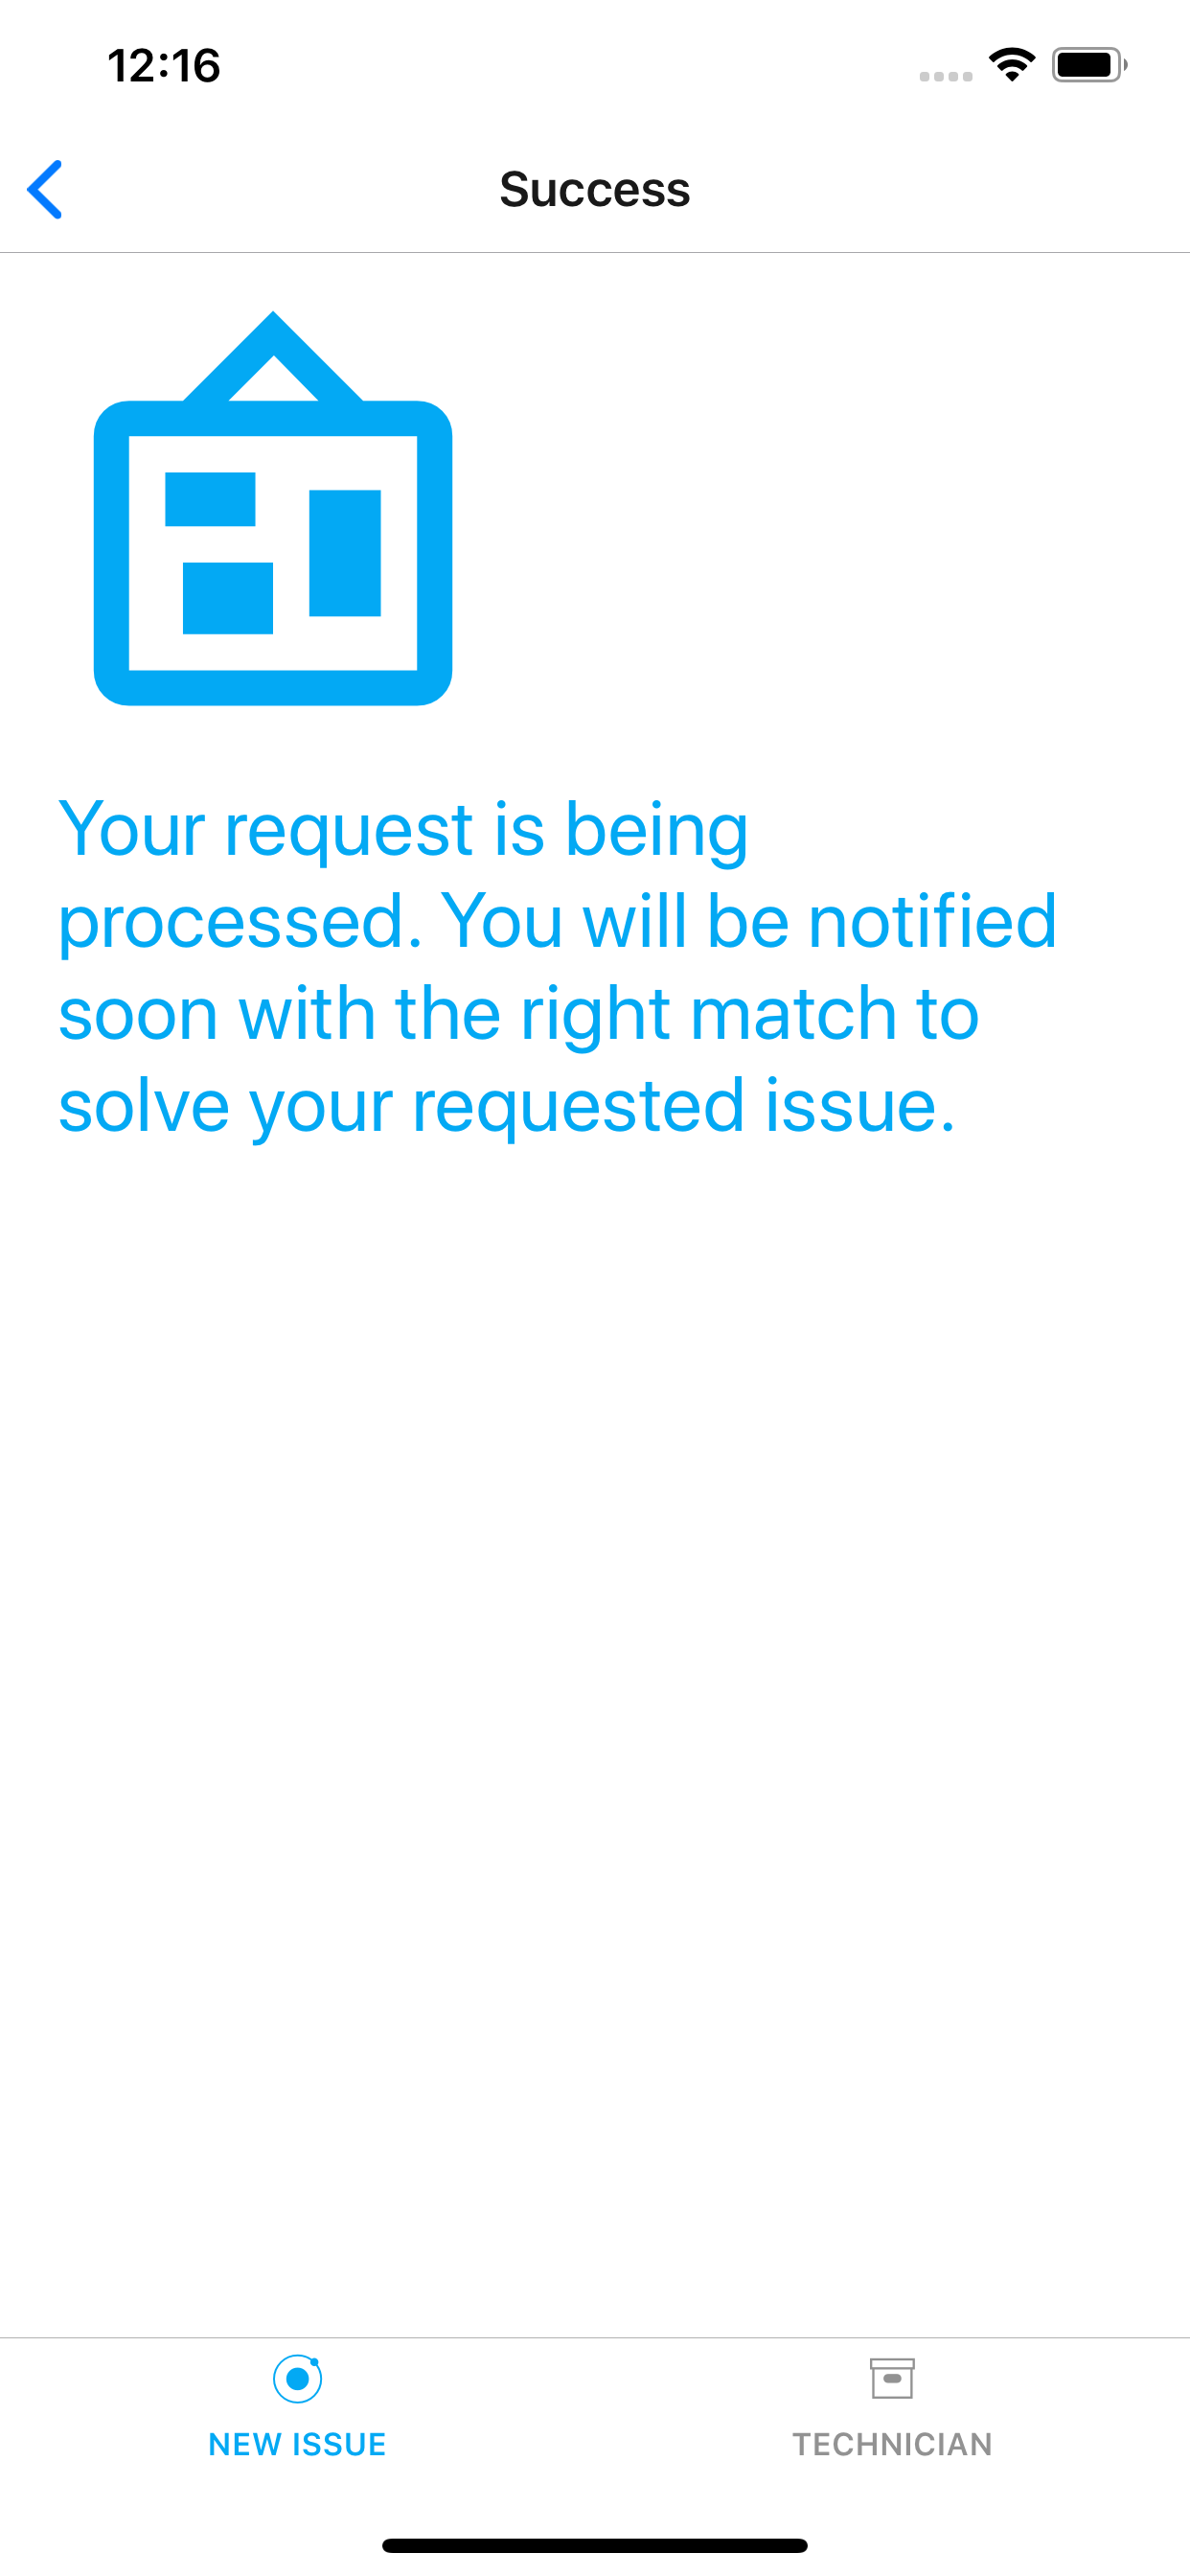 12:16
Success
Your request is being
processed. You will be notified
soon with the right match to
solve your requested issue.
NEW ISSUE
TECHNICIAN